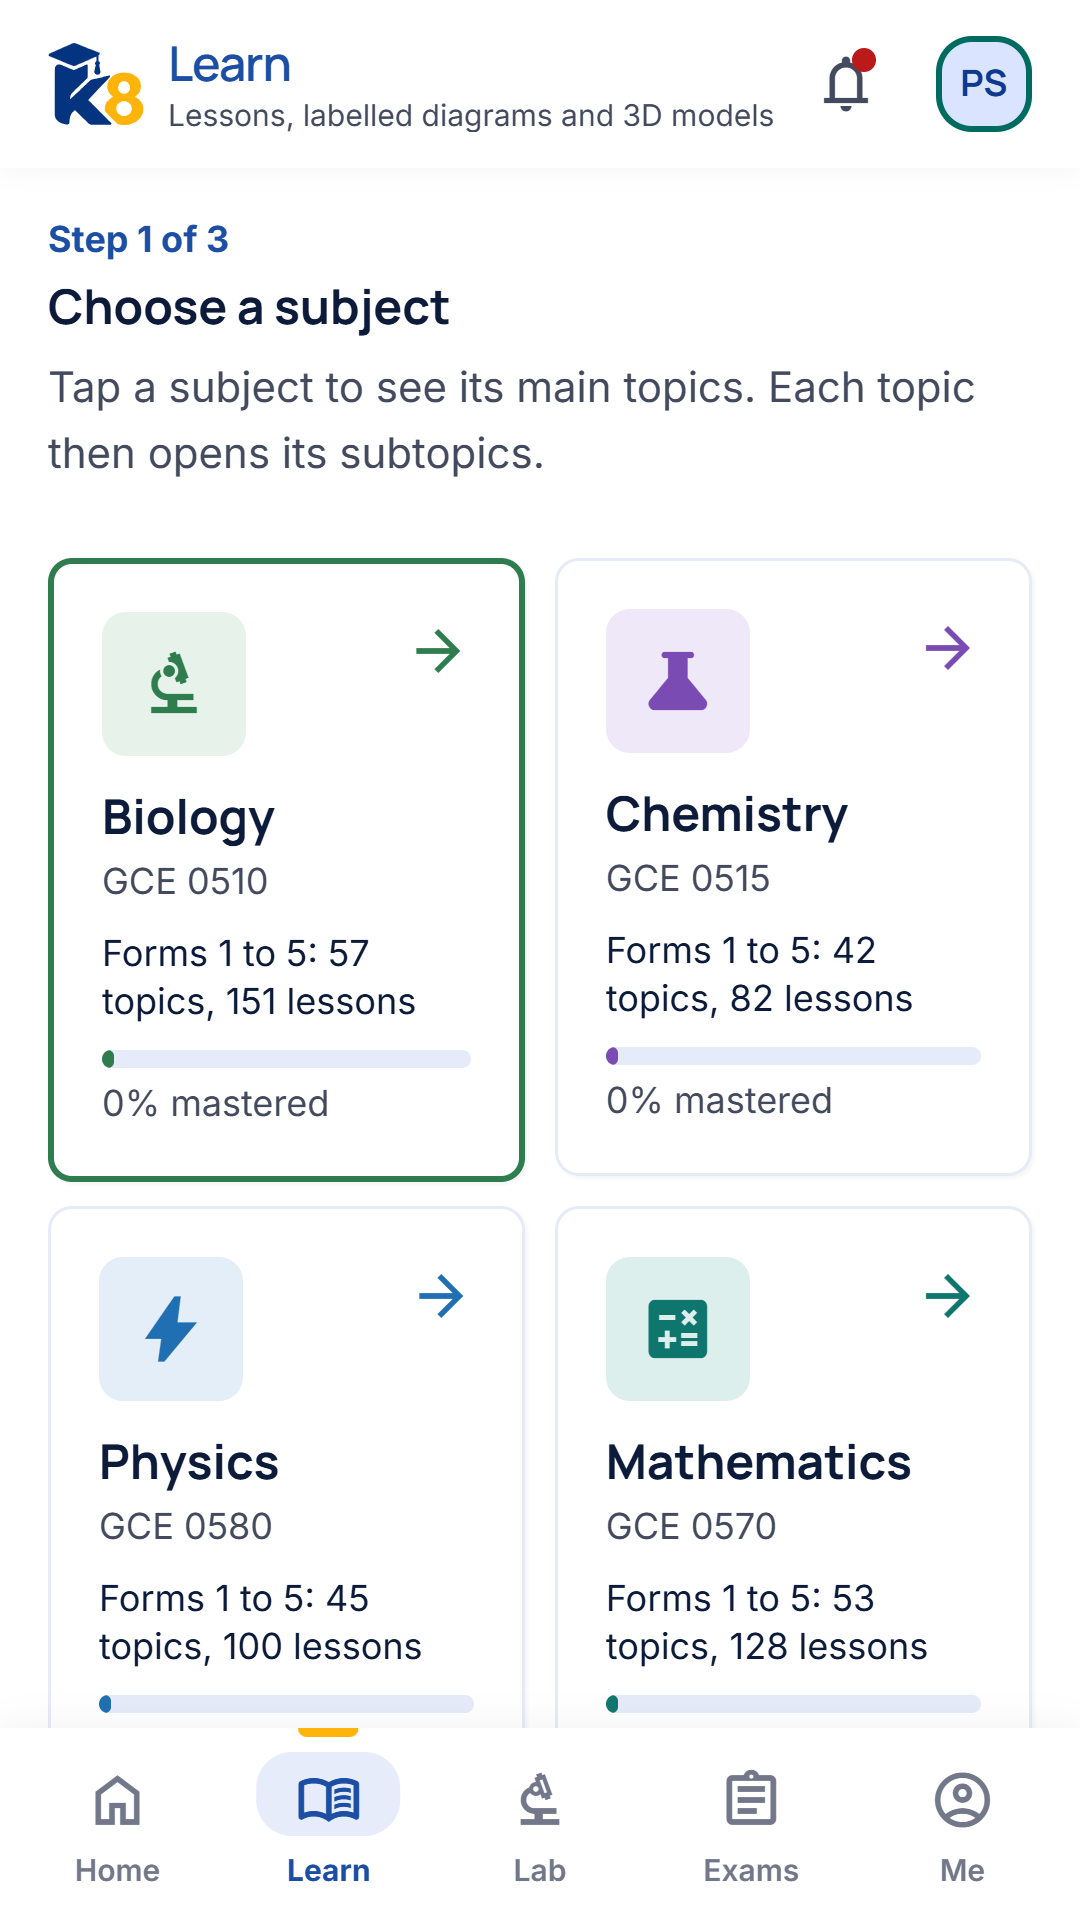 K8
Learn
Lessons, labelled diagrams and 3D models
PS
Step 1 of 3
Choose a subject
Tap a subject to see its main topics. Each topic
then opens its subtopics.
Biology
GCE 0510
Forms 1 to 5: 57
topics, 151 lessons
0% mastered
Chemistry
GCE 0515
Forms 1 to 5: 42
topics, 82 lessons
0% mastered
Physics
GCE 0580
Forms 1 to 5: 45
topics, 100 lessons
Mathematics
GCE 0570
Forms 1 to 5: 53
topics, 128 lessons
Home
Learn
Lab
Exams
Me